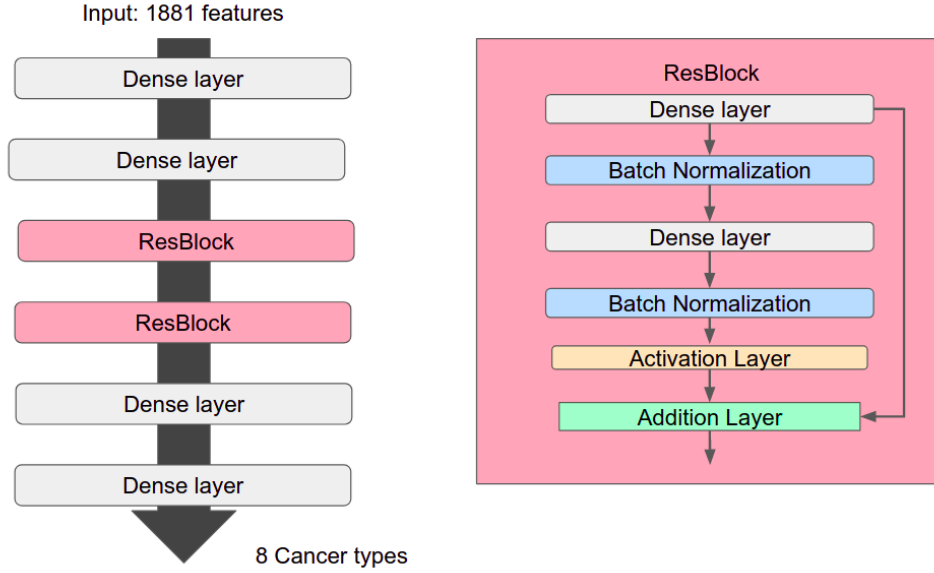 Input: 1881 features
Dense layer
Dense layer
ResBlock
ResBlock
Dense layer
Dense layer
8 Cancer types
ResBlock
Dense layer
Batch Normalization
Dense layer
Batch Normalization
Activation Layer
Addition Layer